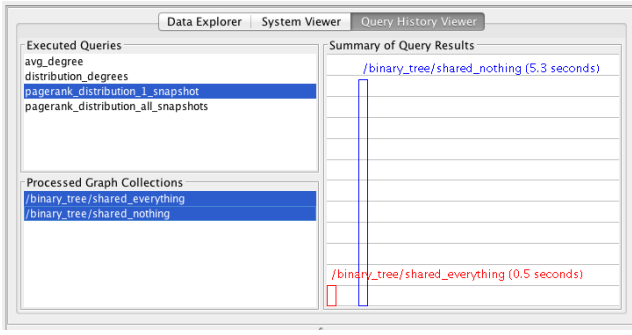 Data Explorer System Viewer Query History Viewer
Executed Queries
avg_degree
distribution_degrees
pagerank_distribution_1_snapshot
pagerank_distribution_all_snapshots
Processed Graph Collections
/binary_tree/shared_everything
/binary_tree/shared_nothing
Summary of Query Results
/binary_tree/shared_nothing (5.3 seconds)
/binary_tree/shared_everything (0.5 seconds)